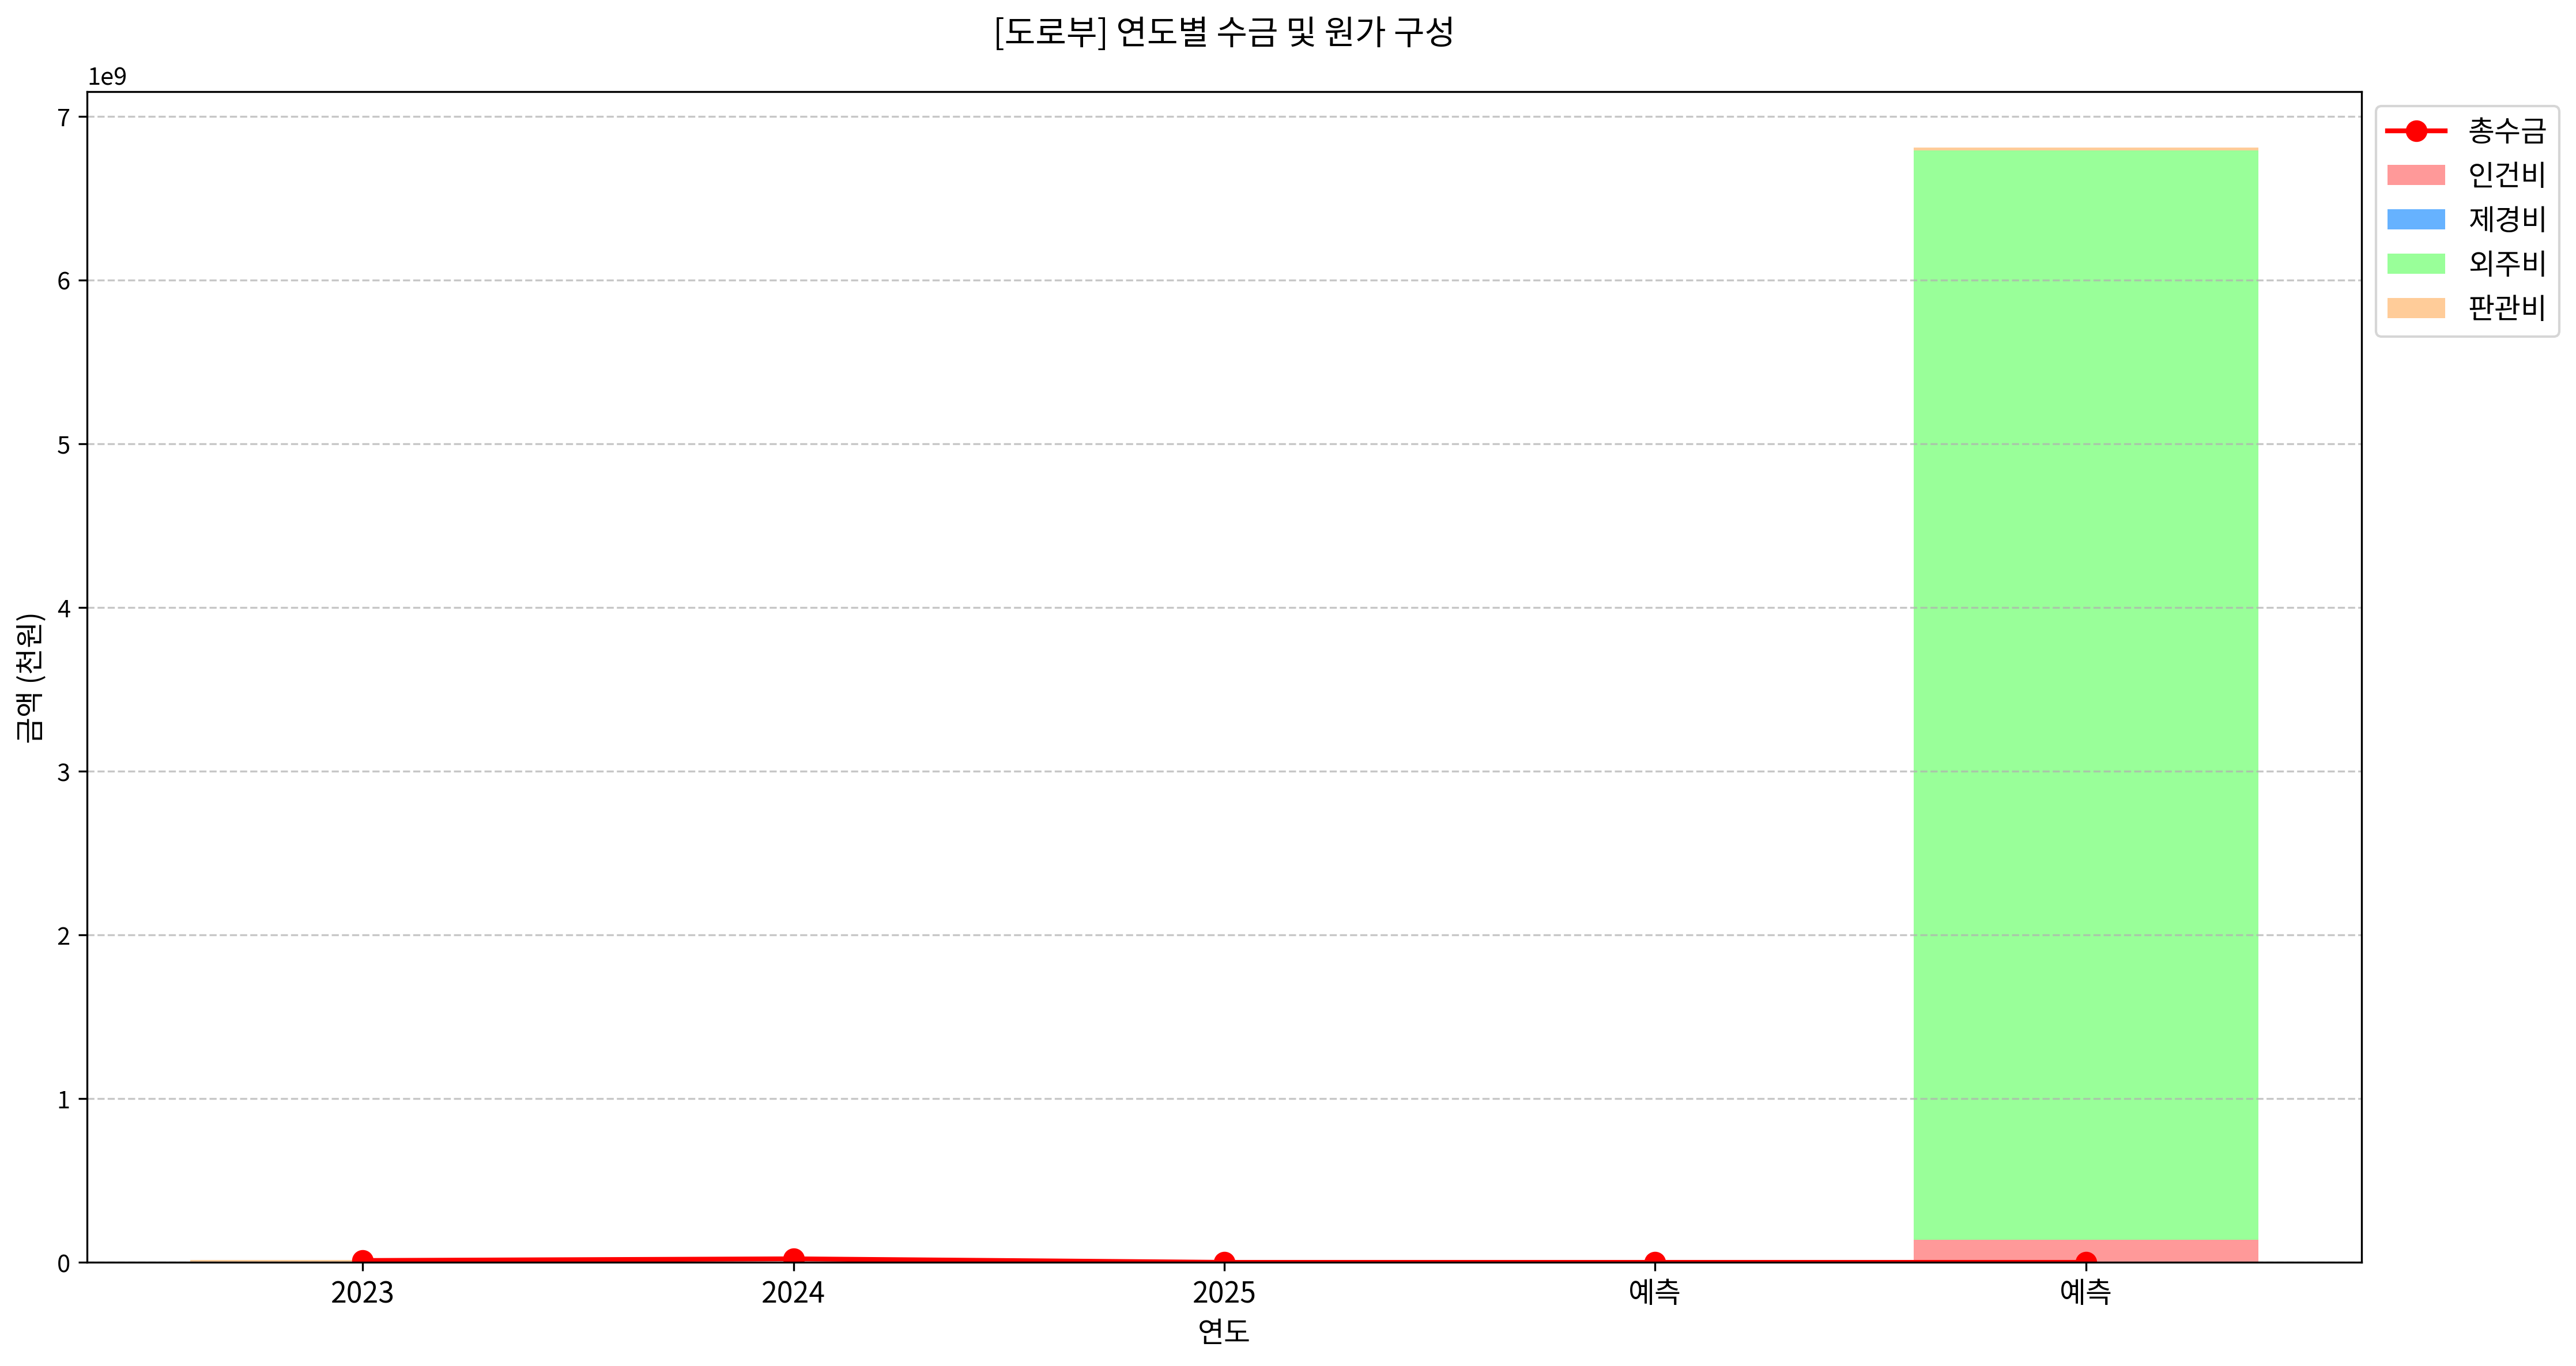 [도로부] 연도별 수금 및 원가 구성
1e9
7
6
5
4
3
2
1
0
금액 (천원)
2023
2024
2025
예측
예측
연도
총수금
인건비
제경비
외주비
판관비